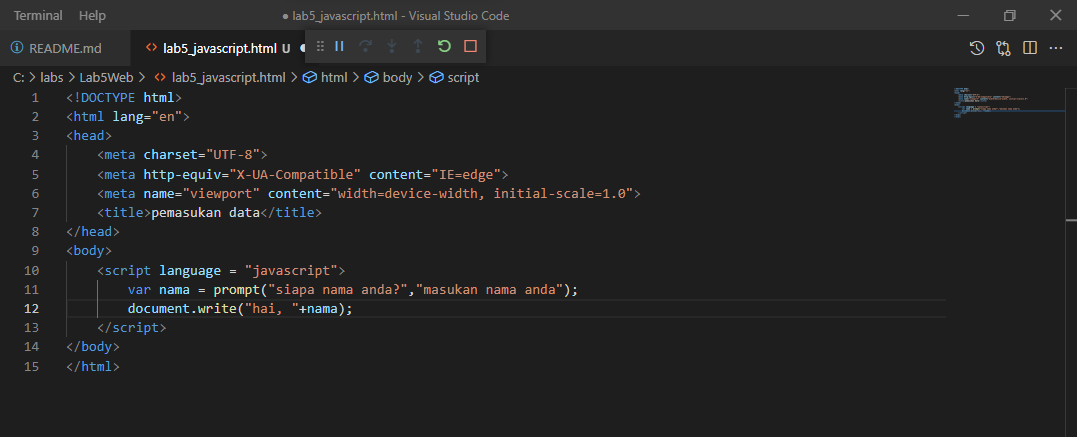 Terminal Help ● lab5_javascript.html - Visual Studio Code
README.md lab5_javascript.html U
C: > labs > Lab5Web > lab5_javascript.html > html > body > script
1 <!DOCTYPE html>
2 <html lang="en">
3 <head>
4 <meta charset="UTF-8">
5 <meta http-equiv="X-UA-Compatible" content="IE=edge">
6 <meta name="viewport" content="width=device-width, initial-scale=1.0">
7 <title>pemasukan data</title>
8 </head>
9 <body>
10 <script language = "javascript">
11 var nama = prompt("siapa nama anda?","masukan nama anda");
12 document.write("hai, "+nama);
13 </script>
14 </body>
15 </html>